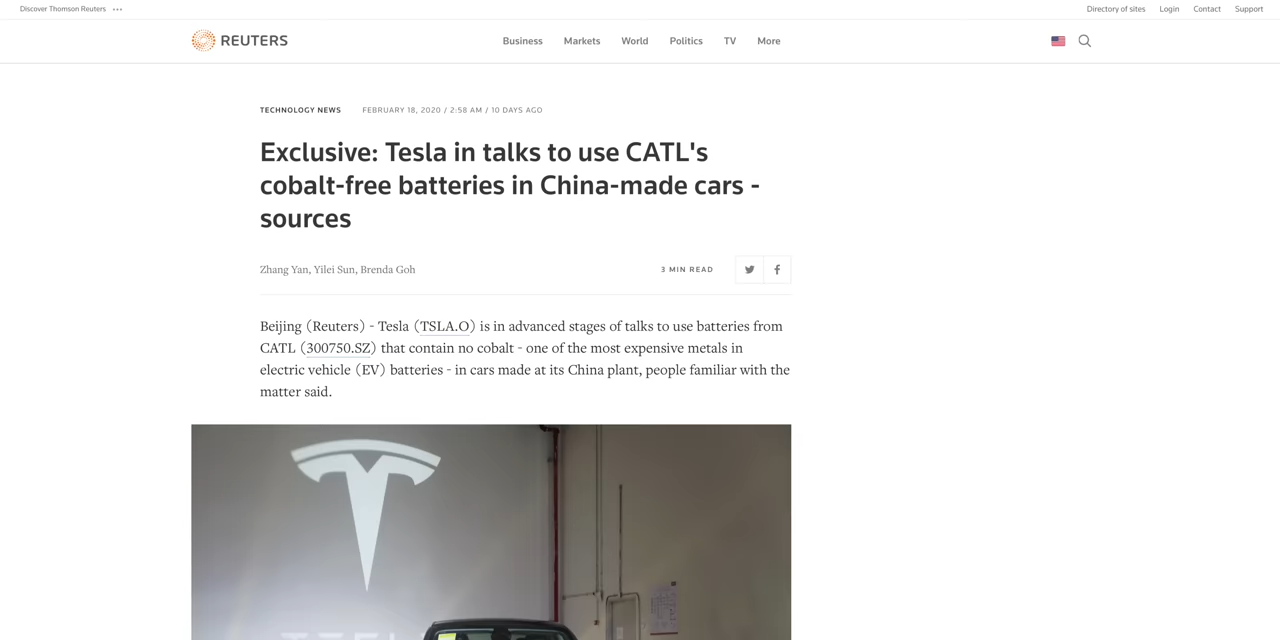 Discover Thomson Reuters •••
Directory of sites Login Contact Support
REUTERS
Business Markets World Politics TV More
TECHNOLOGY NEWS FEBRUARY 18, 2020 / 2:58 AM / 10 DAYS AGO
Exclusive: Tesla in talks to use CATL's
cobalt-free batteries in China-made cars -
sources
Zhang Yan, Yilei Sun, Brenda Goh
3 MIN READ
Beijing (Reuters) - Tesla (TSLA.O) is in advanced stages of talks to use batteries from
CATL (300750.SZ) that contain no cobalt - one of the most expensive metals in
electric vehicle (EV) batteries - in cars made at its China plant, people familiar with the
matter said.